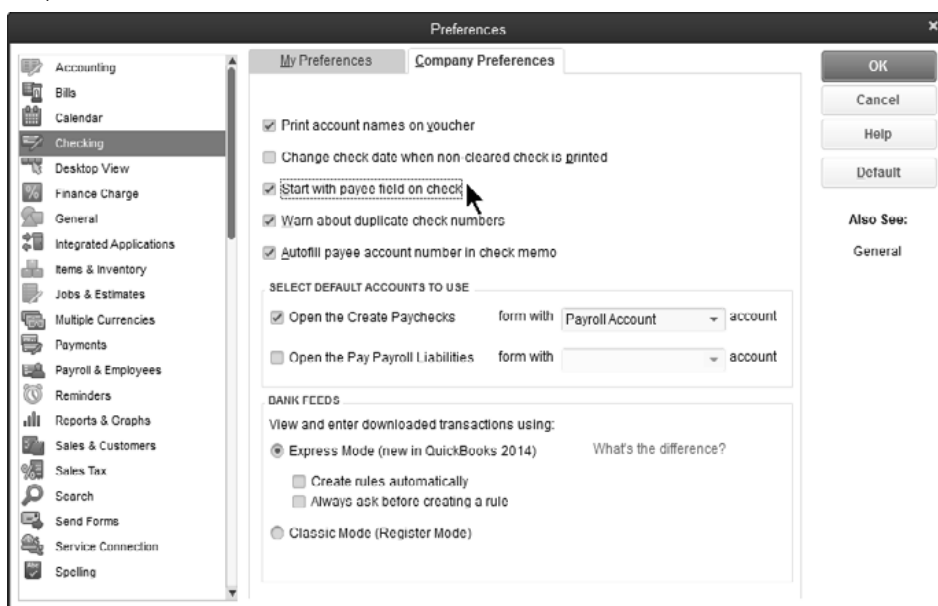 Preferences
Accounting
Bills
Calendar
Checking
Desktop View
Finance Charge
General
Integrated Applications
Items & Inventory
Jobs & Estimates
Multiple Currencies
Payments
Payroll & Employees
Reminders
Reports & Graphs
Sales & Customers
Sales Tax
Search
Send Forms
Service Connection
Spelling
My Preferences
Company Preferences
Print account names on voucher
Change check date when non-cleared check is printed
Start with payee field on check
Warn about duplicate check numbers
Autofill payee account number in check memo
SELECT DEFAULT ACCOUNTS TO USE
Open the Create Paychecks form with Payroll Account account
Open the Pay Payroll Liabilities form with account
BANK FEEDS
View and enter downloaded transactions using:
Express Mode (new in QuickBooks 2014) What's the difference?
Create rules automatically
Always ask before creating a rule
Classic Mode (Register Mode)
OK
Cancel
Help
Default
Also See:
General